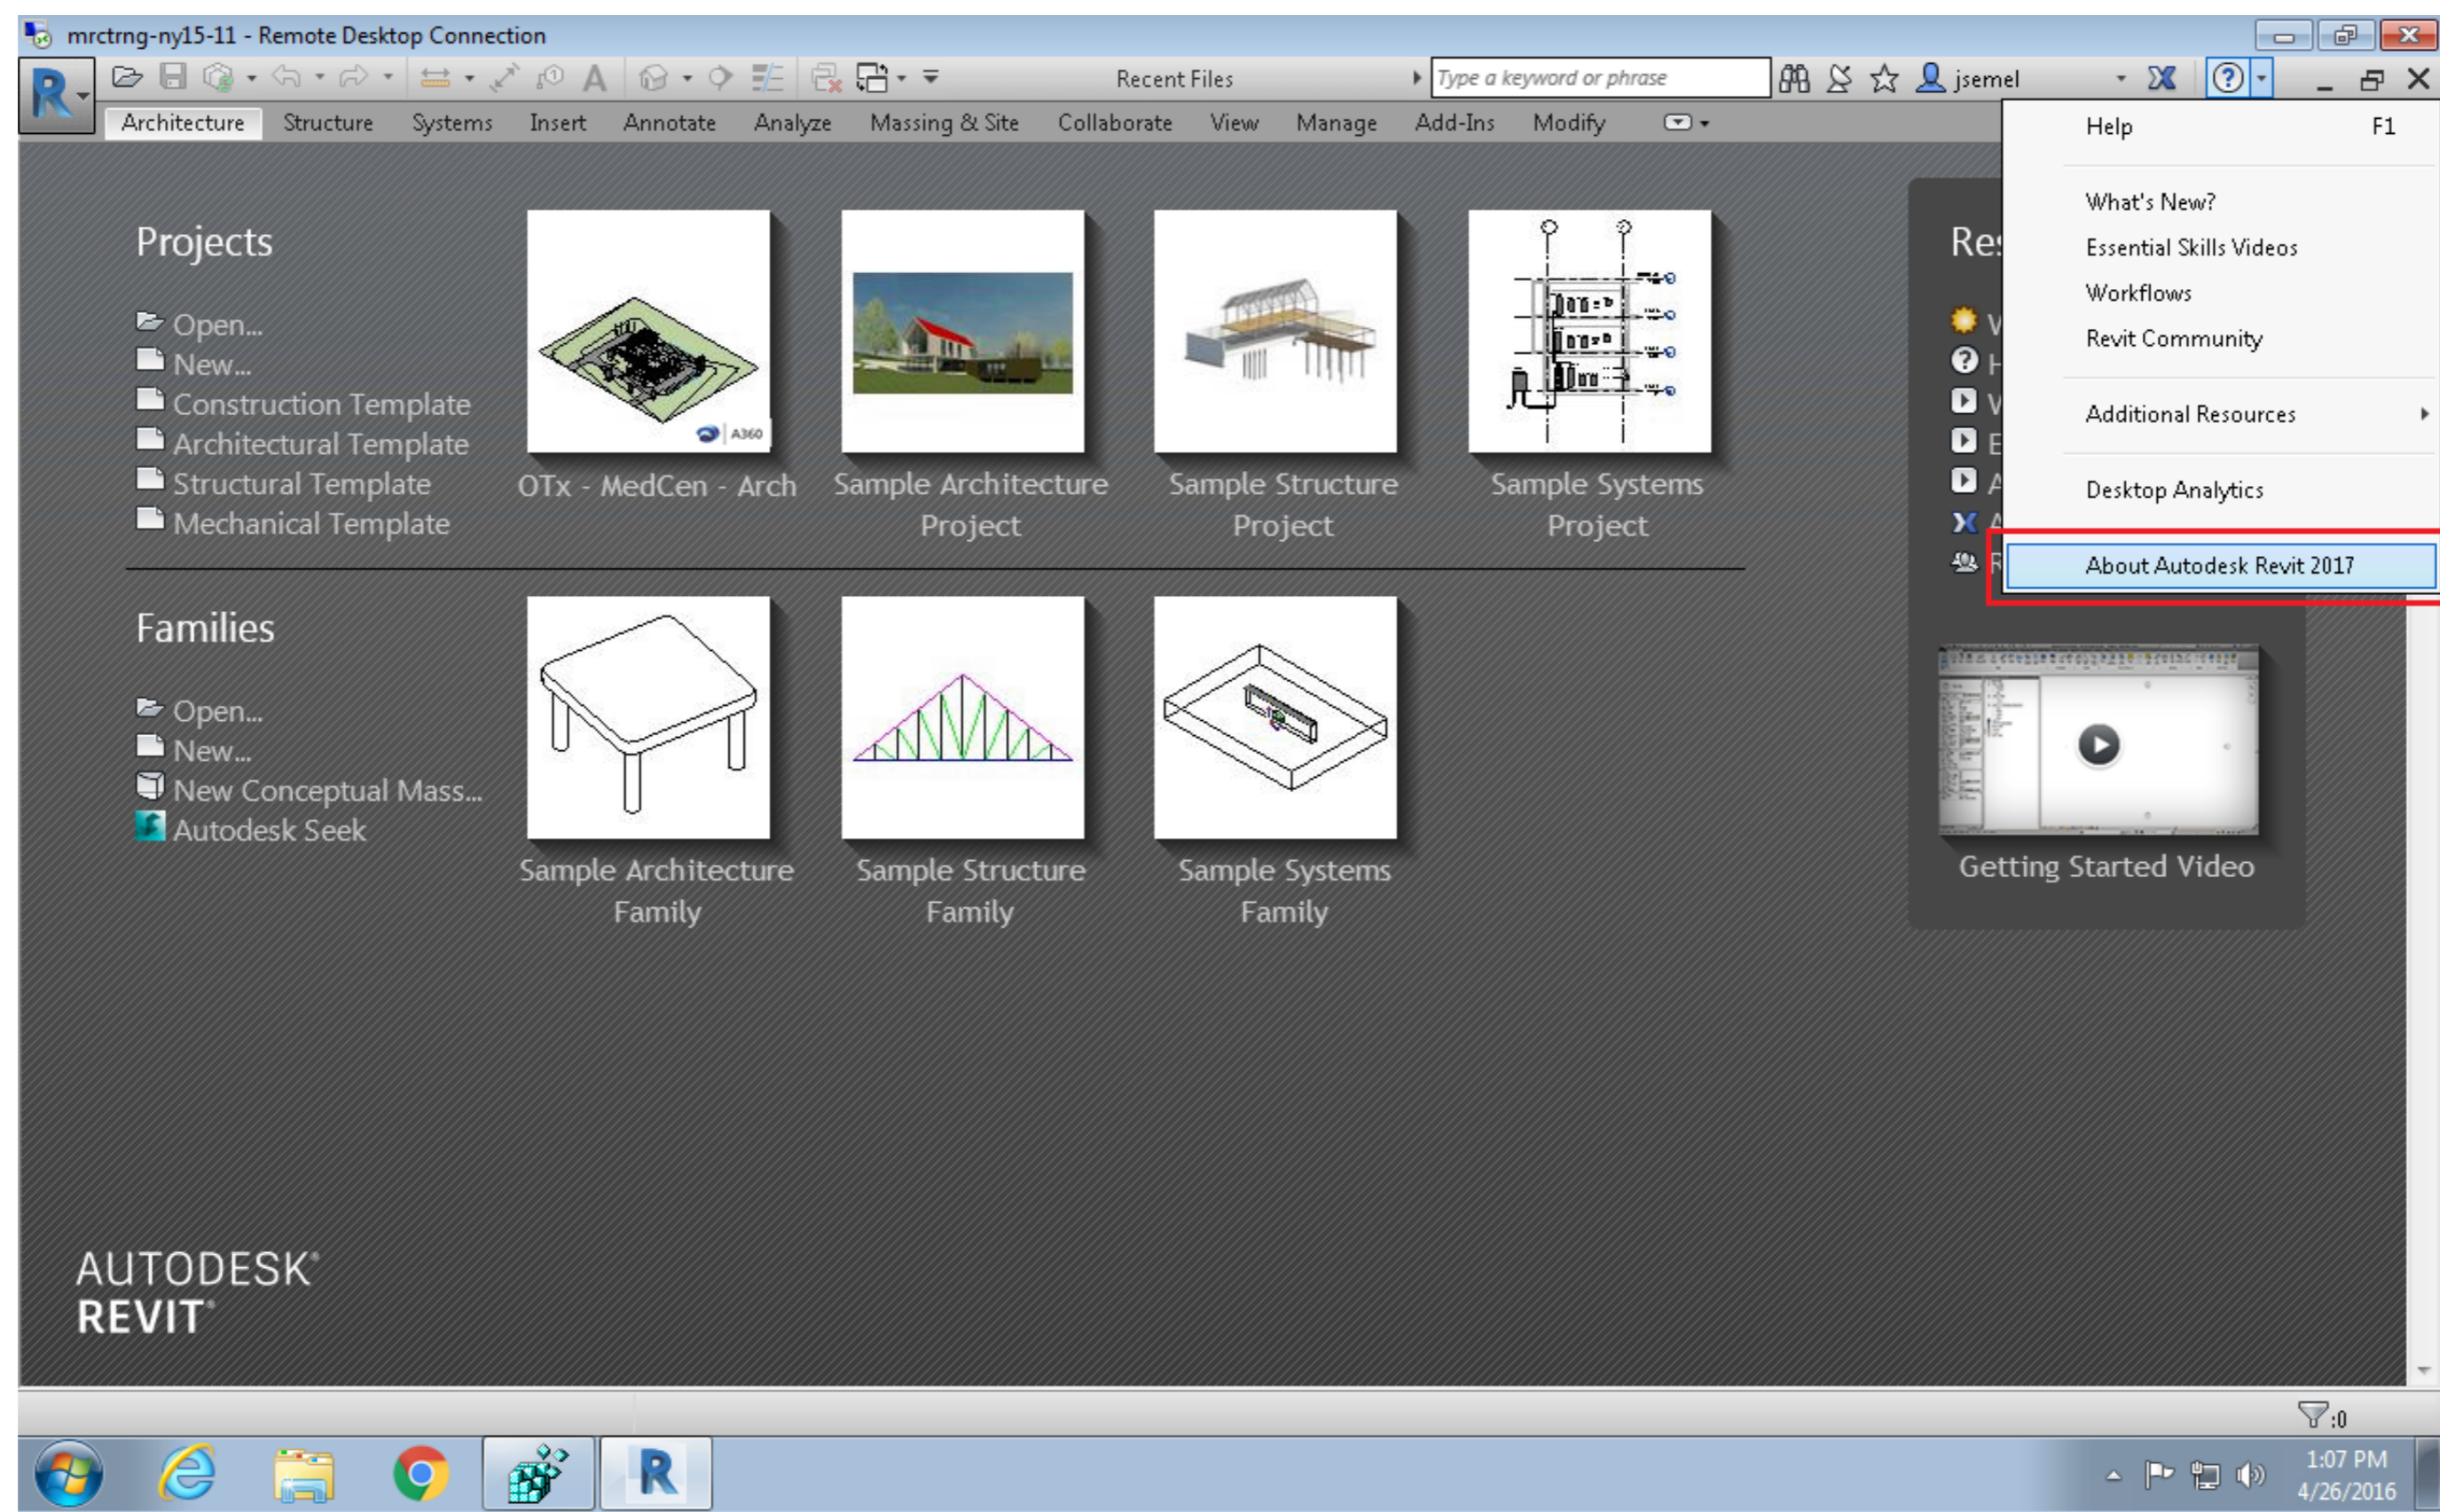 mrctrng-ny15-11 - Remote Desktop Connection
Recent Files
Type a keyword or phrase
jsemel
Architecture Structure Systems Insert Annotate Analyze Massing & Site Collaborate View Manage Add-Ins Modify
Help F1
What's New?
Essential Skills Videos
Workflows
Revit Community
Additional Resources
Desktop Analytics
About Autodesk Revit 2017
Projects
Open...
New...
Construction Template
Architectural Template
Structural Template
Mechanical Template
A360
OTx - MedCen - Arch
Sample Architecture
Project
Sample Structure
Project
Sample Systems
Project
Families
Open...
New...
New Conceptual Mass...
Autodesk Seek
Sample Architecture
Family
Sample Structure
Family
Sample Systems
Family
Getting Started Video
AUTODESK®
REVIT®
:0
1:07 PM
4/26/2016